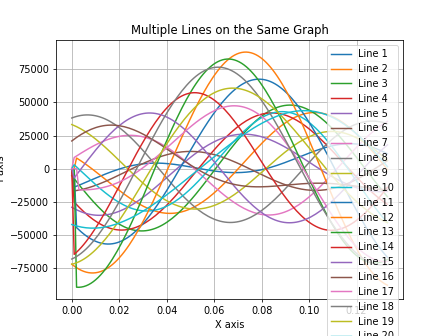 Multiple Lines on the Same Graph
75000
50000
25000
0
-25000
-50000
-75000
axis
0.00
0.02
0.04
0.06
0.08
0.10
X axis
Line 1
Line 2
Line 3
Line 4
Line 5
Line 6
Line 7
Line 8
Line 9
Line 10
Line 11
Line 12
Line 13
Line 14
Line 15
Line 16
Line 17
Line 18
Line 19
Line 20